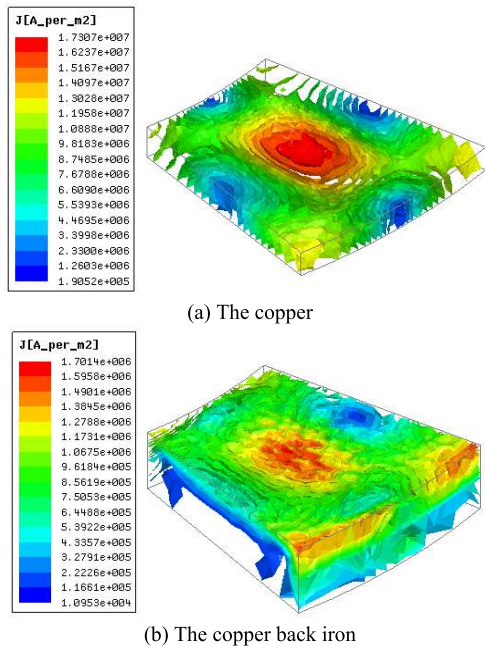 J[A_per_m2]
1.7307e+007
1.6237e+007
1.5167e+007
1.4097e+007
1.3028e+007
1.1958e+007
1.0888e+007
9.8183e+006
8.7485e+006
7.6788e+006
6.6090e+006
5.5393e+006
4.4695e+006
3.3998e+006
2.3300e+006
1.2603e+006
1.9052e+005
(a) The copper
J[A_per_m2]
1.7014e+006
1.5958e+006
1.4901e+006
1.3845e+006
1.2788e+006
1.1731e+006
1.0675e+006
9.6184e+005
8.5619e+005
7.5053e+005
6.4488e+005
5.3922e+005
4.3357e+005
3.2791e+005
2.2226e+005
1.1661e+005
1.0953e+004
(b) The copper back iron